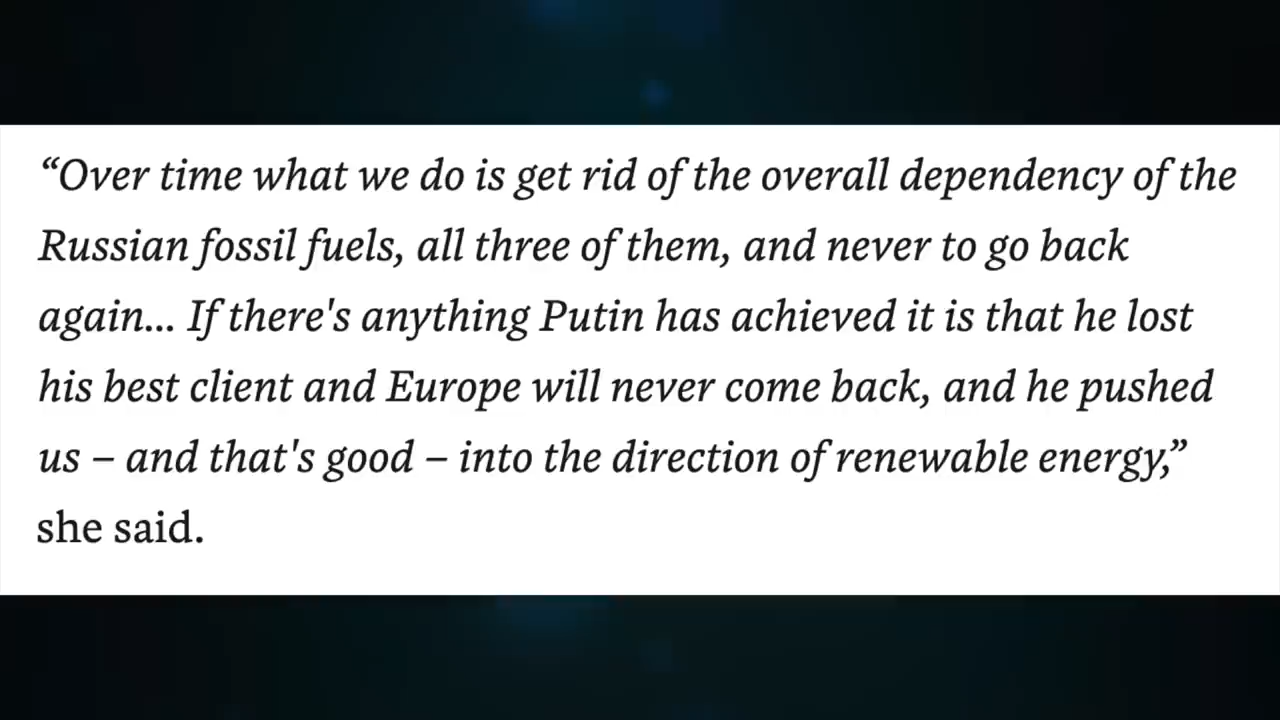 “Over time what we do is get rid of the overall dependency of the
Russian fossil fuels, all three of them, and never to go back
again... If there's anything Putin has achieved it is that he lost
his best client and Europe will never come back, and he pushed
us – and that's good – into the direction of renewable energy,”
she said.